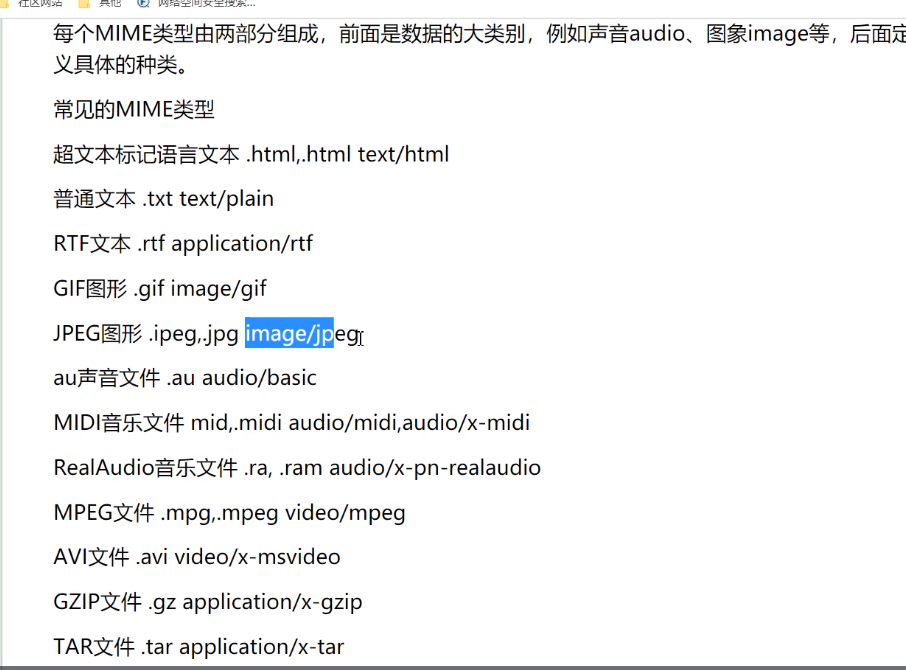 社区网站 其他 网络空间安全搜索...
每个MIME类型由两部分组成，前面是数据的大类别，例如声音audio、图象image等，后面定
义具体的种类。
常见的MIME类型
超文本标记语言文本 .html,.html text/html
普通文本 .txt text/plain
RTF文本 .rtf application/rtf
GIF图形 .gif image/gif
JPEG图形 .ipeg,.jpg image/jpeg
au声音文件 .au audio/basic
MIDI音乐文件 mid,.midi audio/midi,audio/x-midi
RealAudio音乐文件 .ra, .ram audio/x-pn-realaudio
MPEG文件 .mpg,.mpeg video/mpeg
AVI文件 .avi video/x-msvideo
GZIP文件 .gz application/x-gzip
TAR文件 .tar application/x-tar